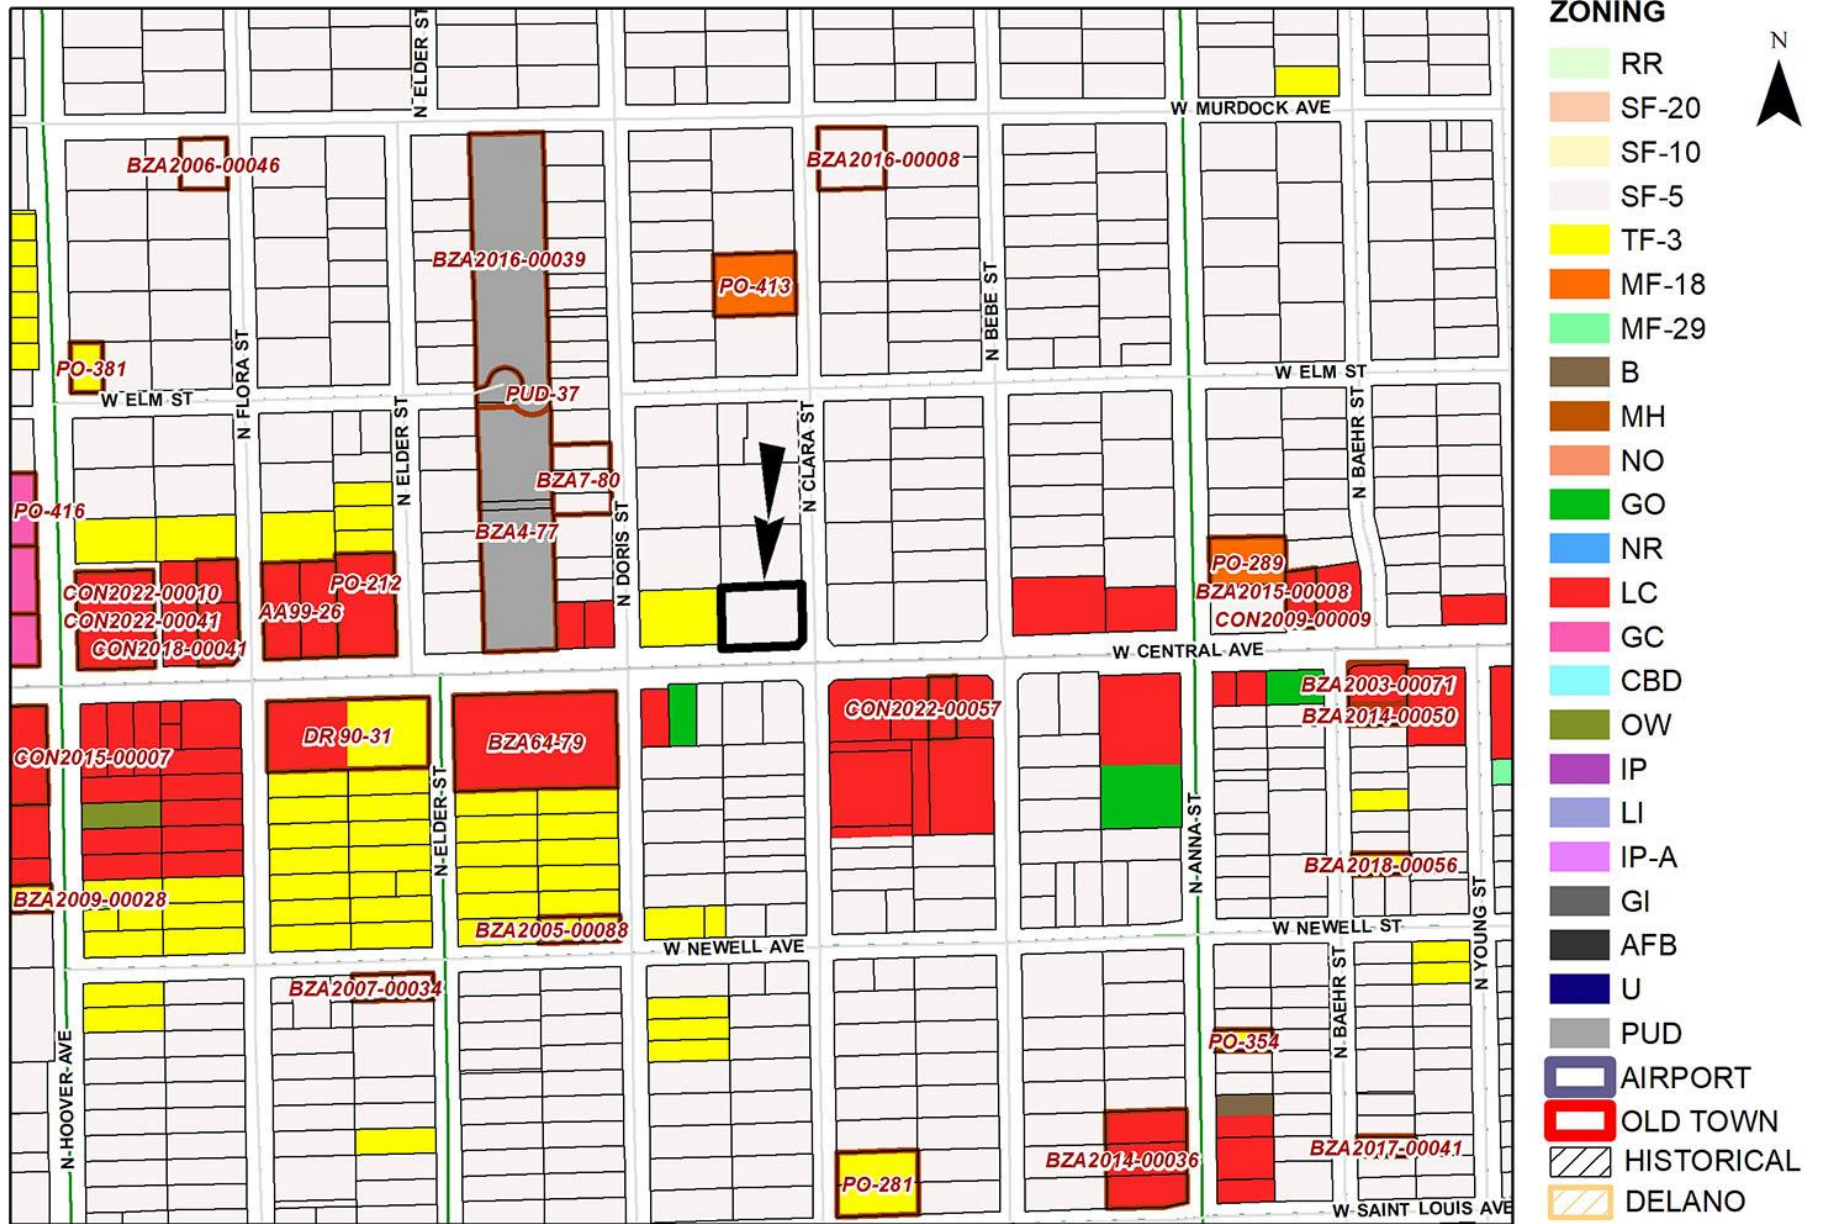 ZONING
N
RR
SF-20
SF-10
SF-5
TF-3
MF-18
MF-29
B
MH
NO
GO
NR
LC
GC
CBD
OW
IP
LI
IP-A
GI
AFB
U
PUD
AIRPORT
OLD TOWN
HISTORICAL
DELANO
N ELDER ST
W MURDOCK AVE
BZA2006-00046
BZA2016-00008
BZA2016-00039
PO-413
N BEBE ST
PO-381
N FLORA ST
W ELM ST
W ELM ST
PUD-37
N ELDER ST
N CLARA ST
N BAEHR ST
BZA7-80
PO-416
BZA4-77
N DORIS ST
PO-289
CON2022-00010
PO-212
BZA2015-00008
AA99-26
CON2022-00041
CON2009-00009
CON2018-00041
W CENTRAL AVE
BZA2003-00071
CON2022-00057
BZA2014-00050
DR 90-31
BZA64-79
CON2015-00007
N-ELDER-ST
N-ANNA-ST
BZA2018-00056
BZA2009-00028
N YOUNG ST
BZA2005-00088
W NEWELL AVE
W NEWELL ST
BZA2007-00034
N-HOOVER-AVE
N-BAEHR ST
PO-354
BZA2014-00036
BZA2017-00041
PO-281
W SAINT LOUIS AVE